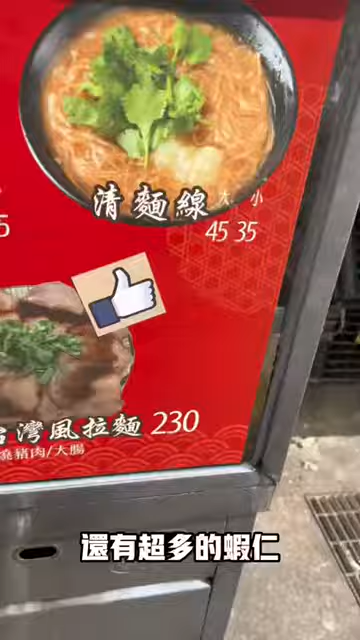 清麵線 大 小
5
45 35
台灣風拉麵 230
燒豬肉/大腸
還有超多的蝦仁